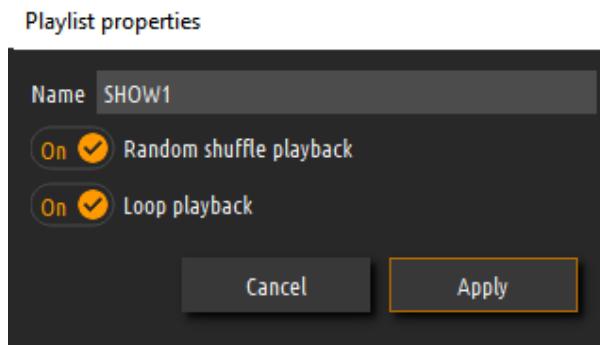 Playlist properties
Name SHOW1
On Random shuffle playback
On Loop playback
Cancel Apply